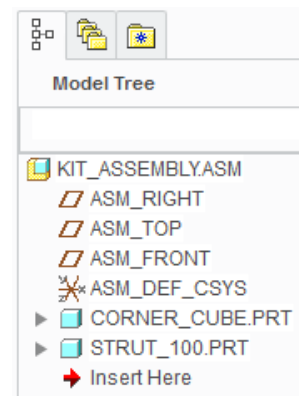 Model Tree
KIT_ASSEMBLY.ASM
ASM_RIGHT
ASM_TOP
ASM_FRONT
ASM_DEF_CSYS
CORNER_CUBE.PRT
STRUT_100.PRT
Insert Here